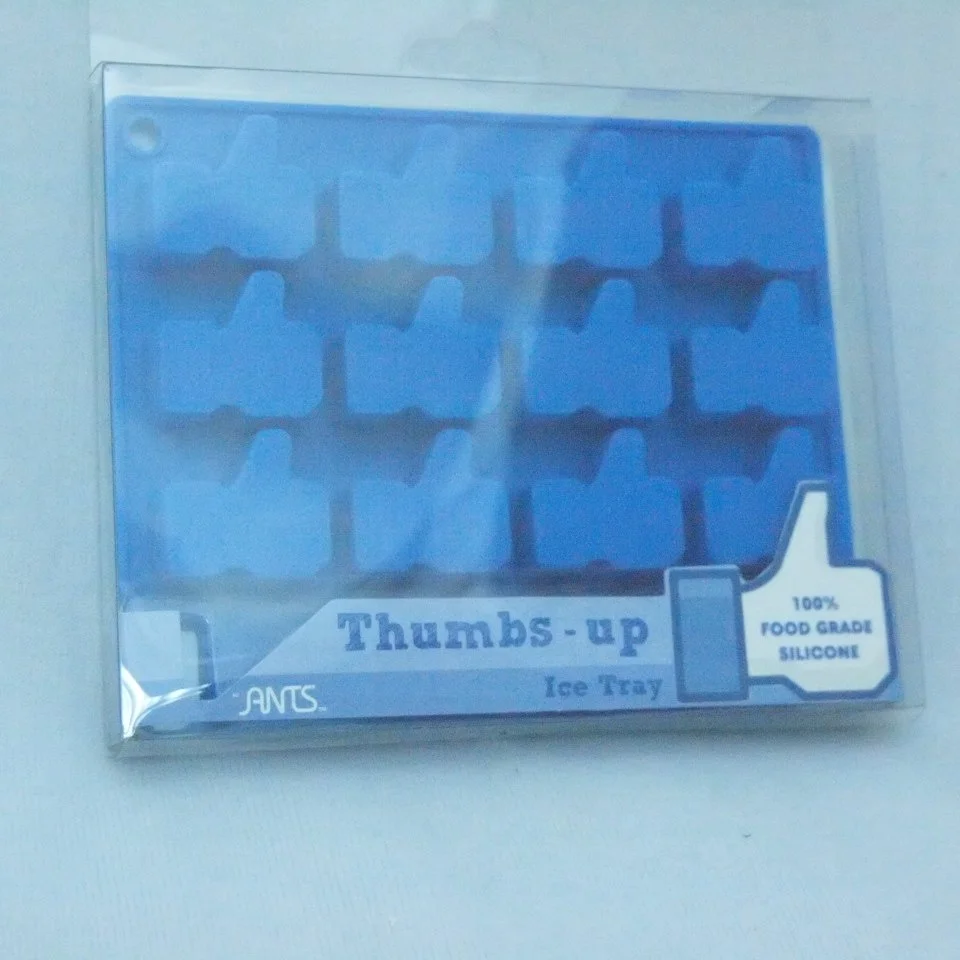 Thumbs-up
Ice Tray
ANTS
100%
FOOD GRADE
SILICONE